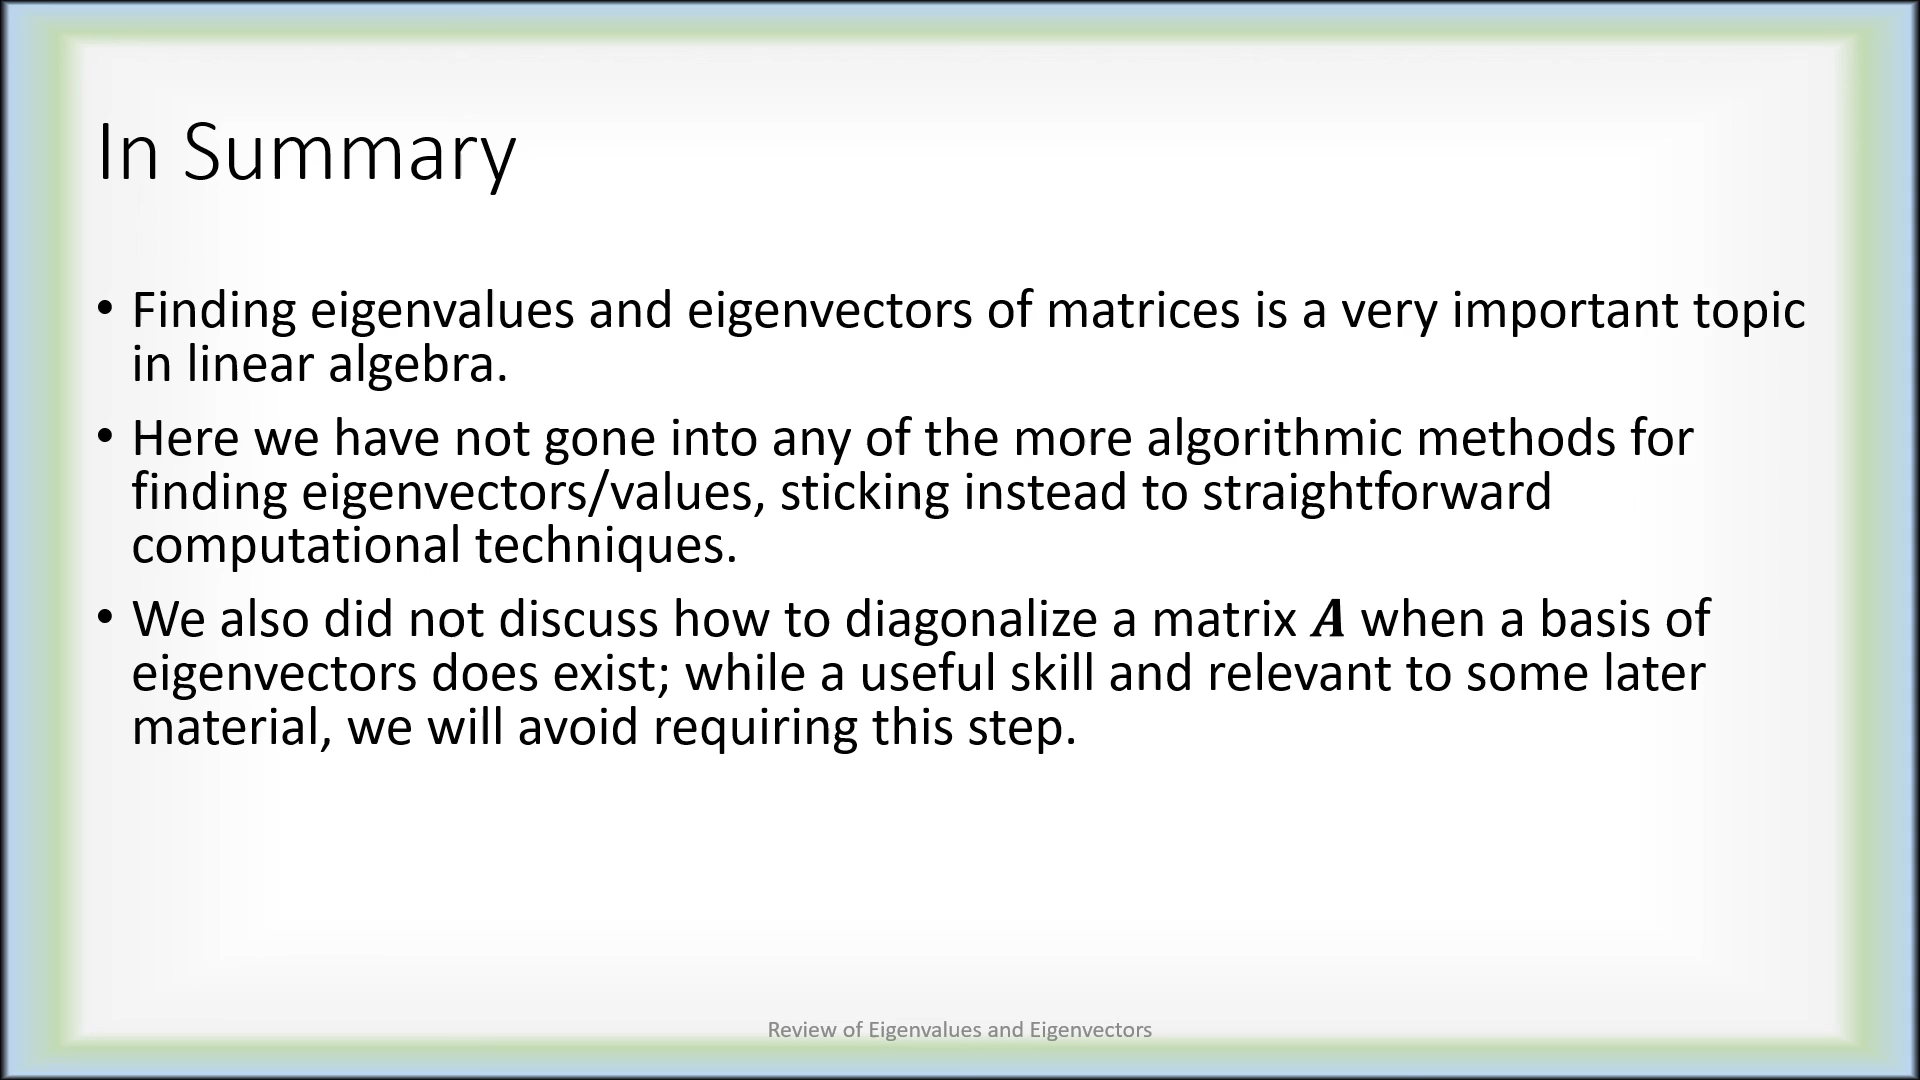 In Summary
• Finding eigenvalues and eigenvectors of matrices is a very important topic
in linear algebra.
• Here we have not gone into any of the more algorithmic methods for
finding eigenvectors/values, sticking instead to straightforward
computational techniques.
• We also did not discuss how to diagonalize a matrix A when a basis of
eigenvectors does exist; while a useful skill and relevant to some later
material, we will avoid requiring this step.
Review of Eigenvalues and Eigenvectors